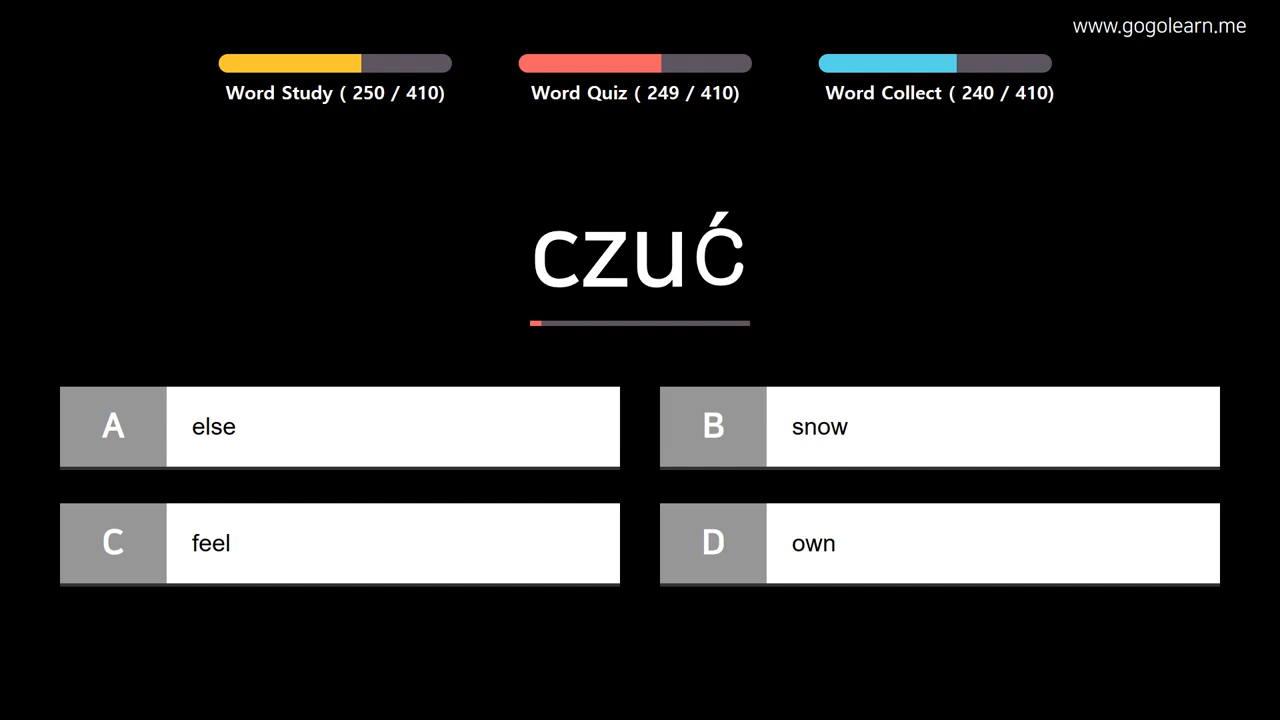 www.gogolearn.me
Word Study ( 250 / 410)
Word Quiz ( 249 / 410)
Word Collect ( 240 / 410)
czuć
A else
B snow
C feel
D own